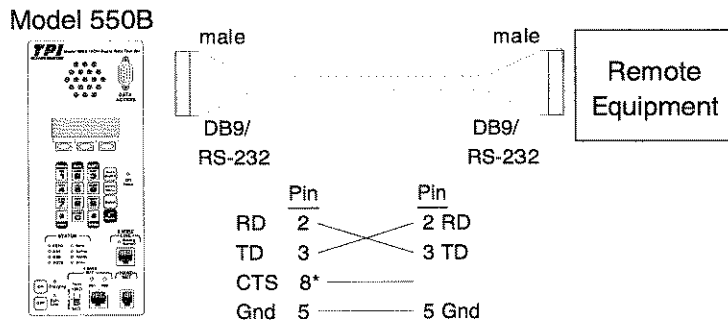 Model 550B
TPI
male
male
DB9/
RS-232
DB9/
RS-232
Remote
Equipment
Pin Pin
RD 2 2 RD
TD 3 3 TD
CTS 8*
Gnd 5 5 Gnd